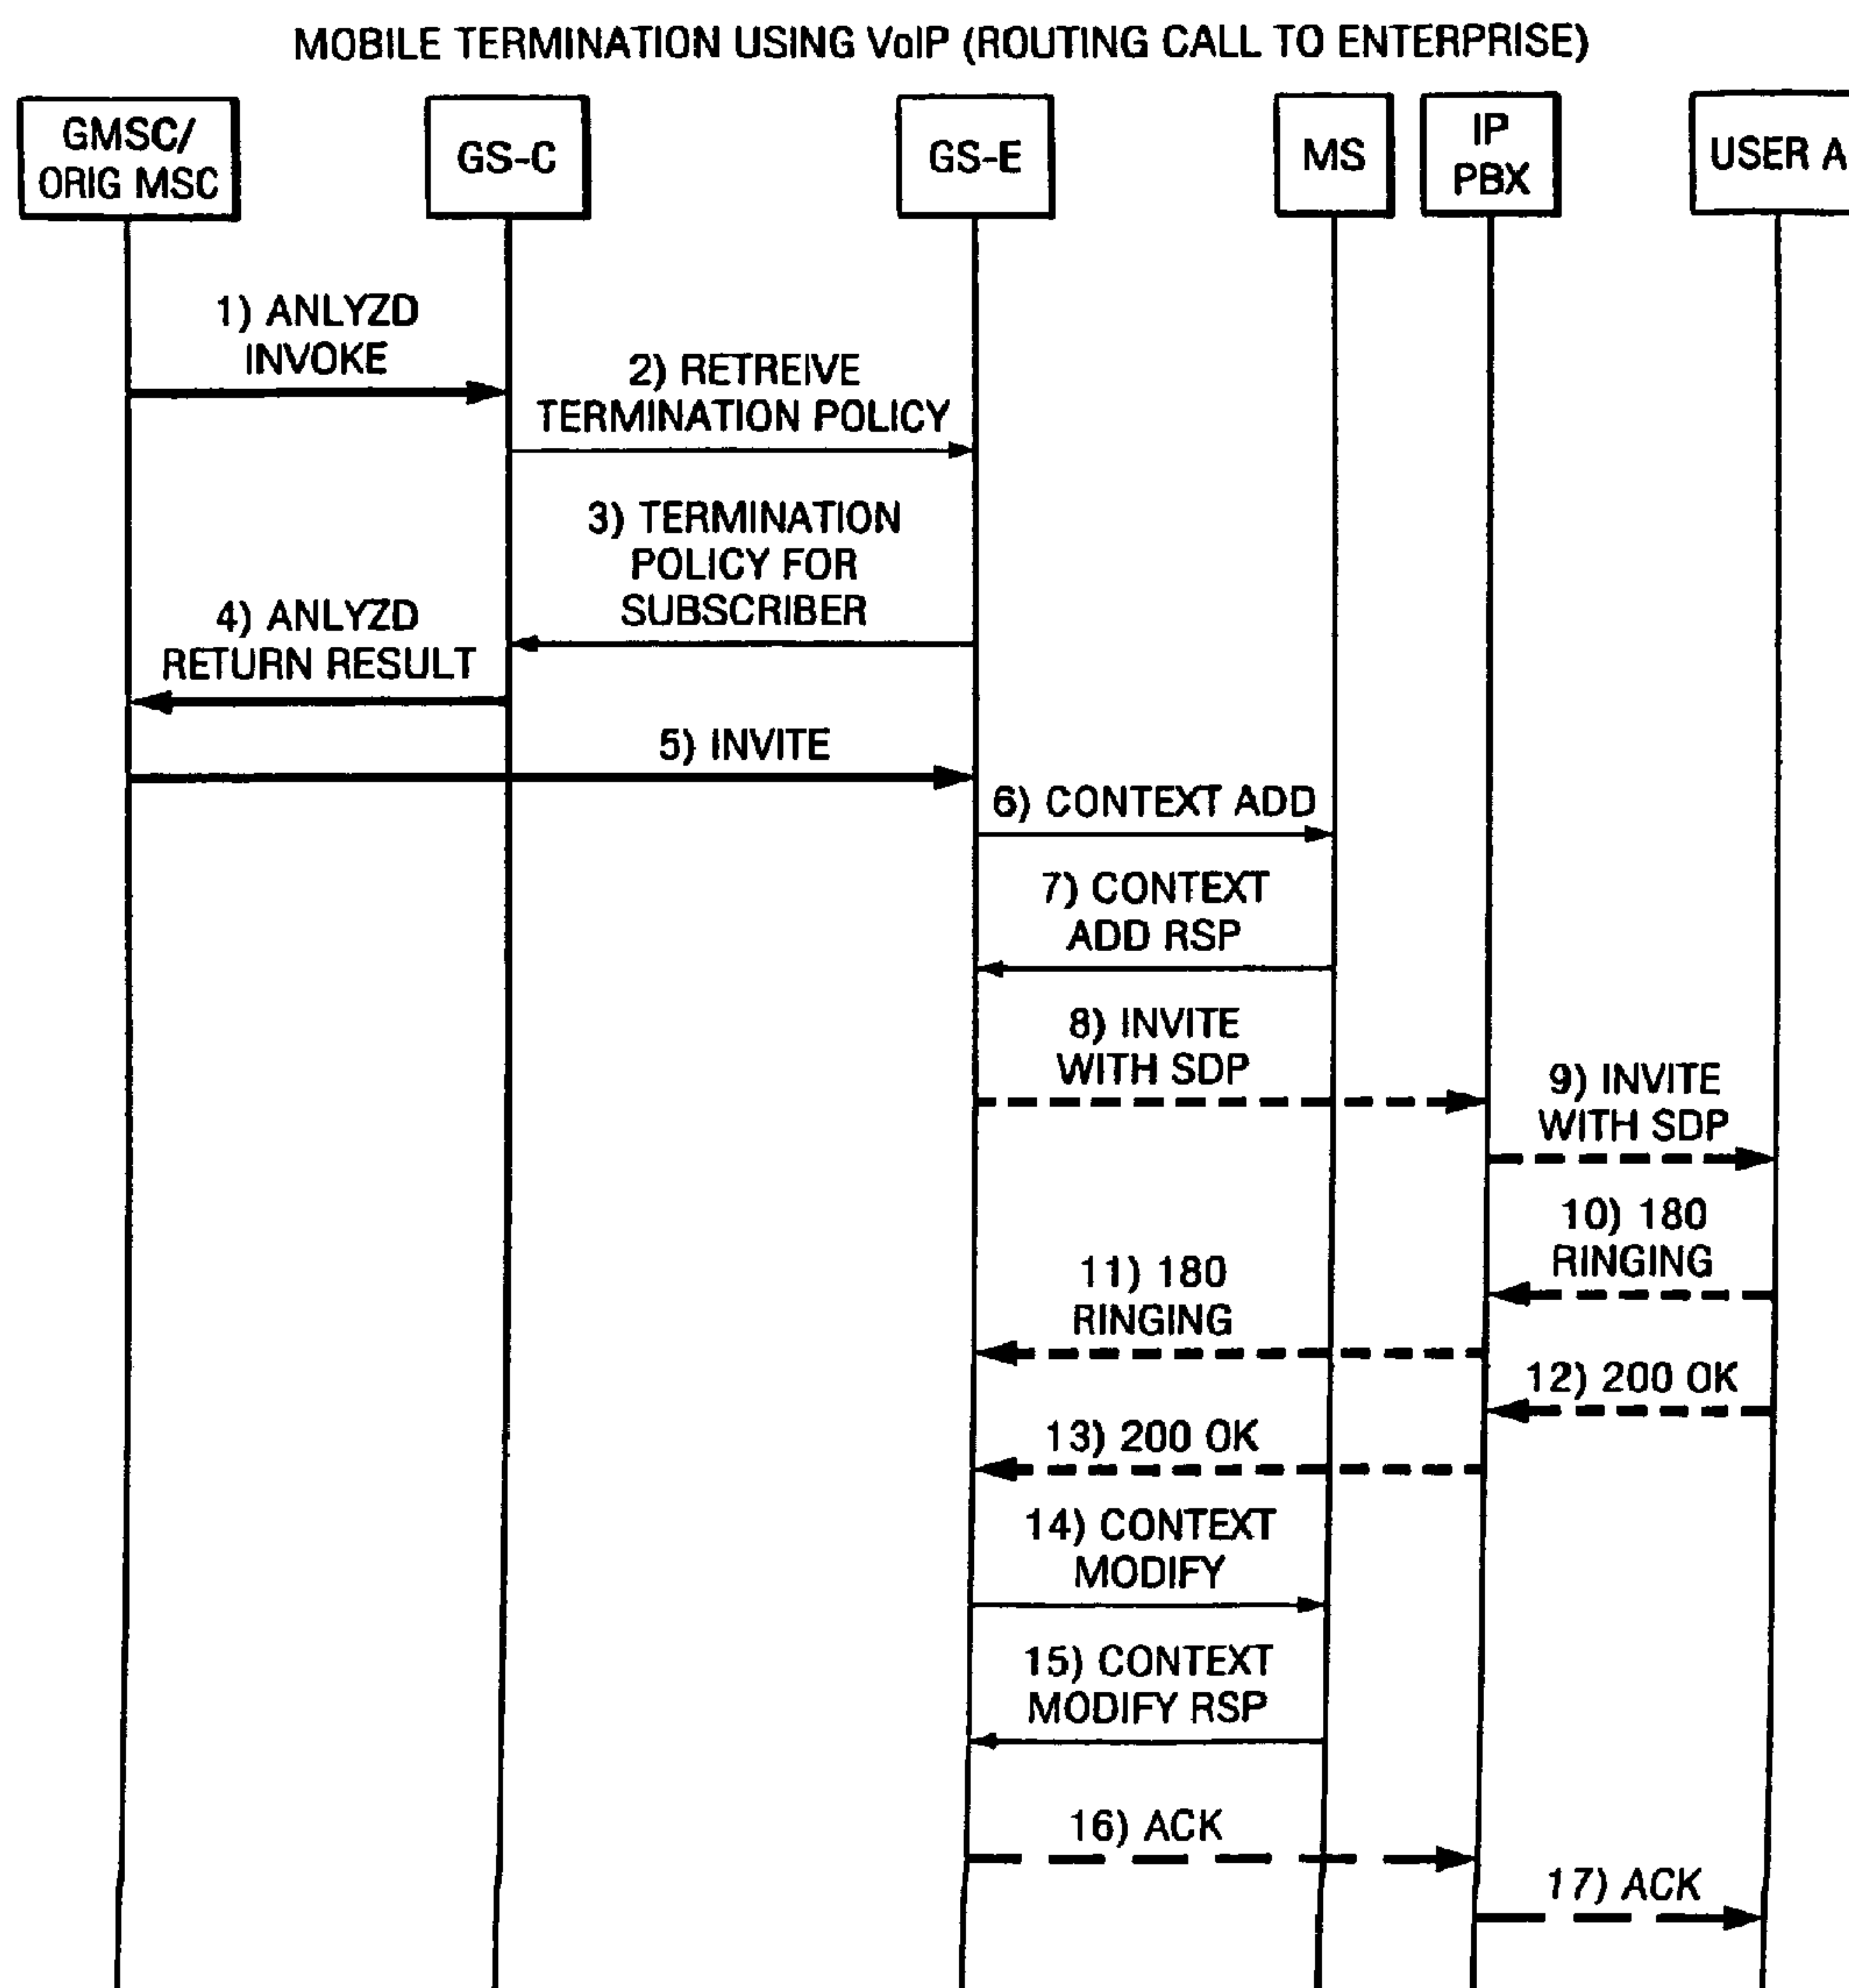 MOBILE TERMINATION USING VoIP (ROUTING CALL TO ENTERPRISE)
GMSC/
ORIG MSC
GS-C
GS-E
MS
IP
PBX
USER A
1) ANLYZD
INVOKE
2) RETREIVE
TERMINATION POLICY
3) TERMINATION
POLICY FOR
SUBSCRIBER
4) ANLYZD
RETURN RESULT
5) INVITE
6) CONTEXT ADD
7) CONTEXT
ADD RSP
8) INVITE
WITH SDP
9) INVITE
WITH SDP
10) 180
RINGING
11) 180
RINGING
12) 200 OK
13) 200 OK
14) CONTEXT
MODIFY
15) CONTEXT
MODIFY RSP
16) ACK
17) ACK